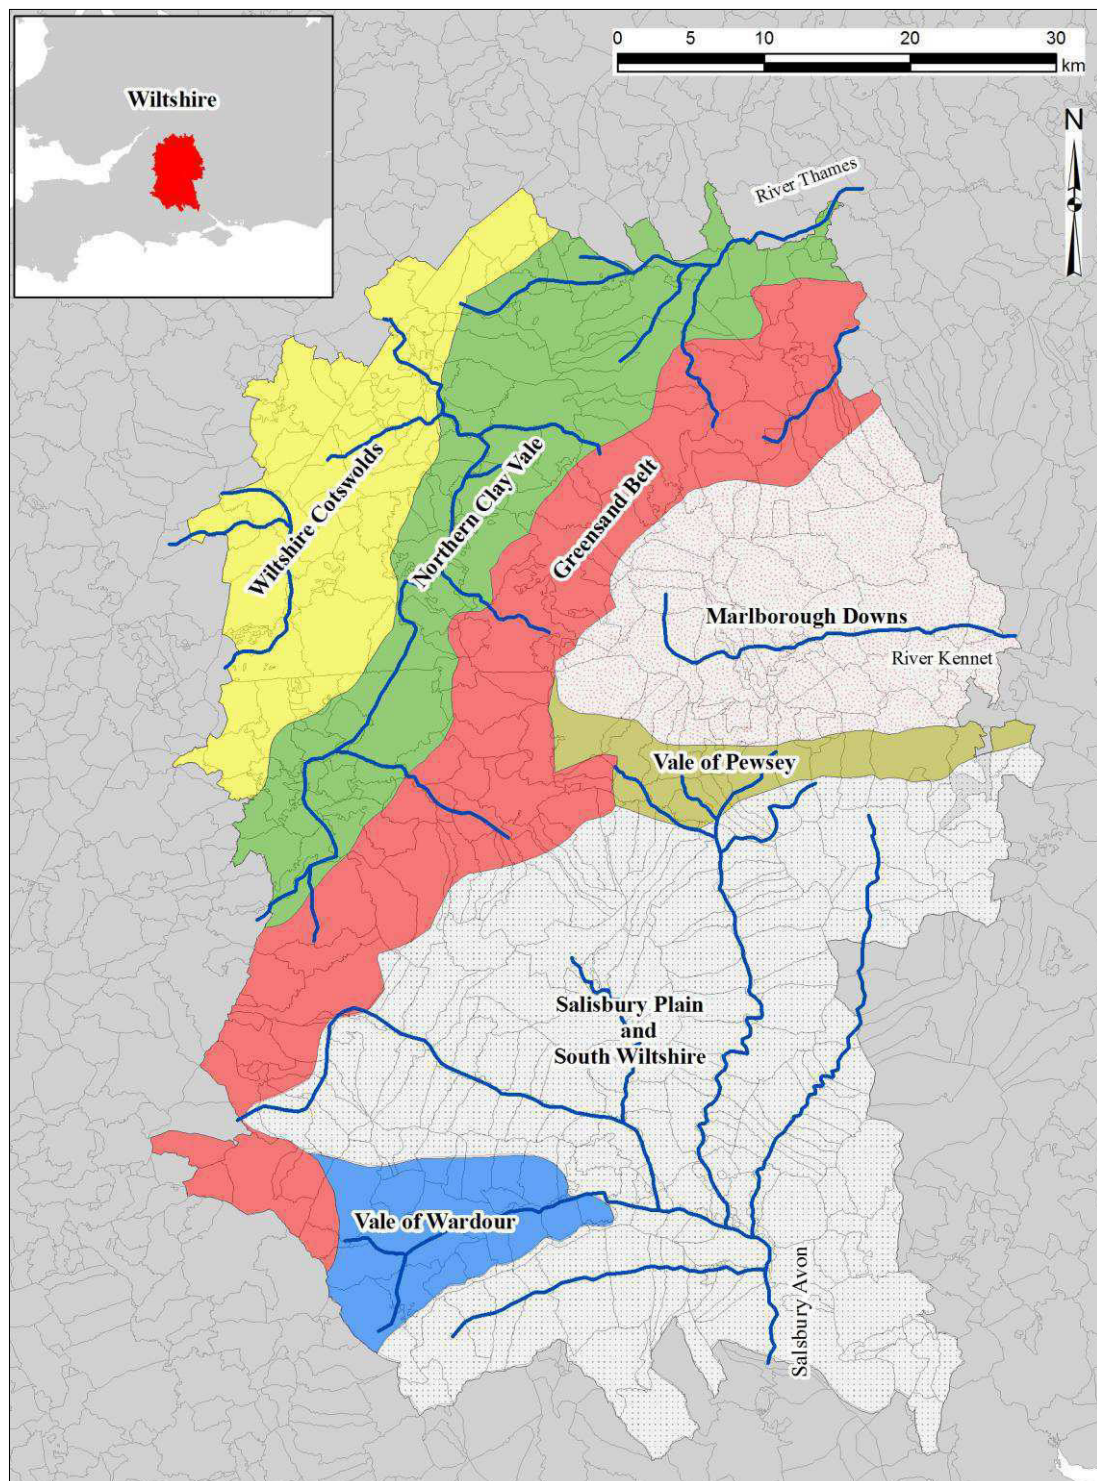 Wiltshire
0 5 10 20 30
km
N
River Thames
Wiltshire Cotswolds
Northern Clay Vale
Greensand Belt
Marlborough Downs
River Kennet
Vale of Pewsey
Salisbury Plain
and
South Wiltshire
Vale of Wardour
Salsbury Avon